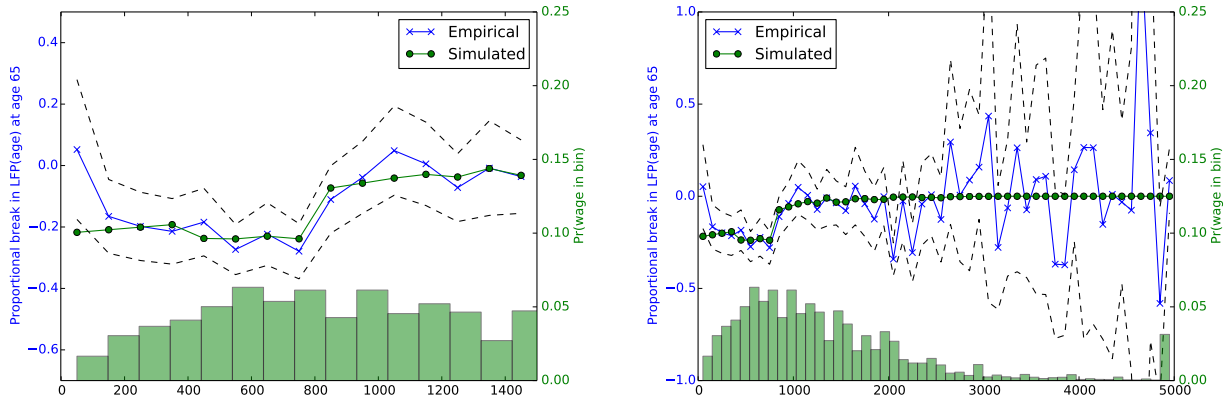 Proportional break in LFP(age) at age 65
0.4
0.2
0.0
−0.2
−0.4
−0.6
Empirical
Simulated
0.25
0.20
0.15
0.10
0.05
0.00
Pr(wage in bin)
0 200 400 600 800 1000 1200 1400
Proportional break in LFP(age) at age 65
1.0
0.5
0.0
−0.5
−1.0
Empirical
Simulated
0.25
0.20
0.15
0.10
0.05
0.00
Pr(wage in bin)
0 1000 2000 3000 4000 5000